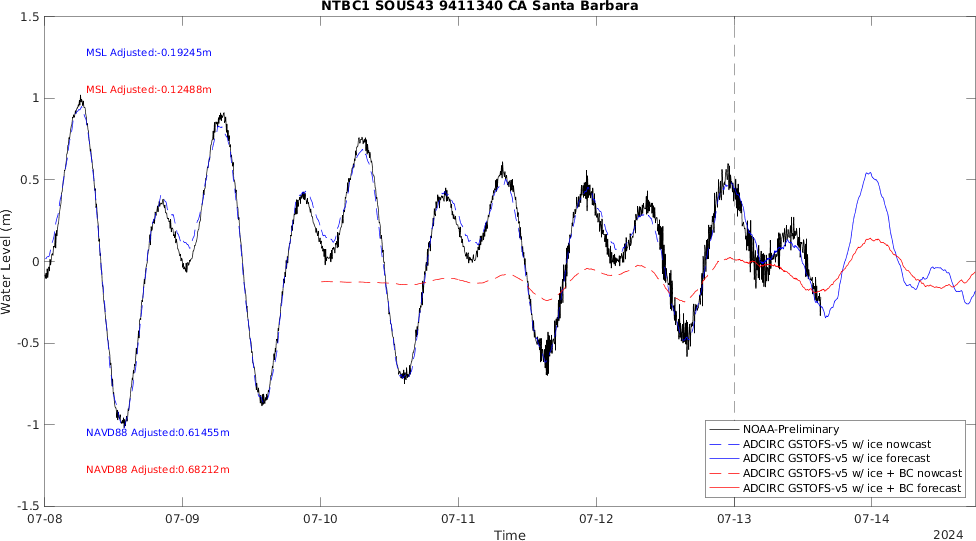 NTBC1 SOUS43 9411340 CA Santa Barbara
1.5
MSL Adjusted:-0.19245m
MSL Adjusted:-0.12488m
1
0.5
0
-0.5
-1
-1.5
Water Level (m)
NAVD88 Adjusted:0.61455m
NAVD88 Adjusted:0.68212m
NOAA-Preliminary
ADCIRC GSTOFS-v5 w/ ice nowcast
ADCIRC GSTOFS-v5 w/ ice forecast
ADCIRC GSTOFS-v5 w/ ice + BC nowcast
ADCIRC GSTOFS-v5 w/ ice + BC forecast
07-08 07-09 07-10 07-11 07-12 07-13 07-14
Time
2024